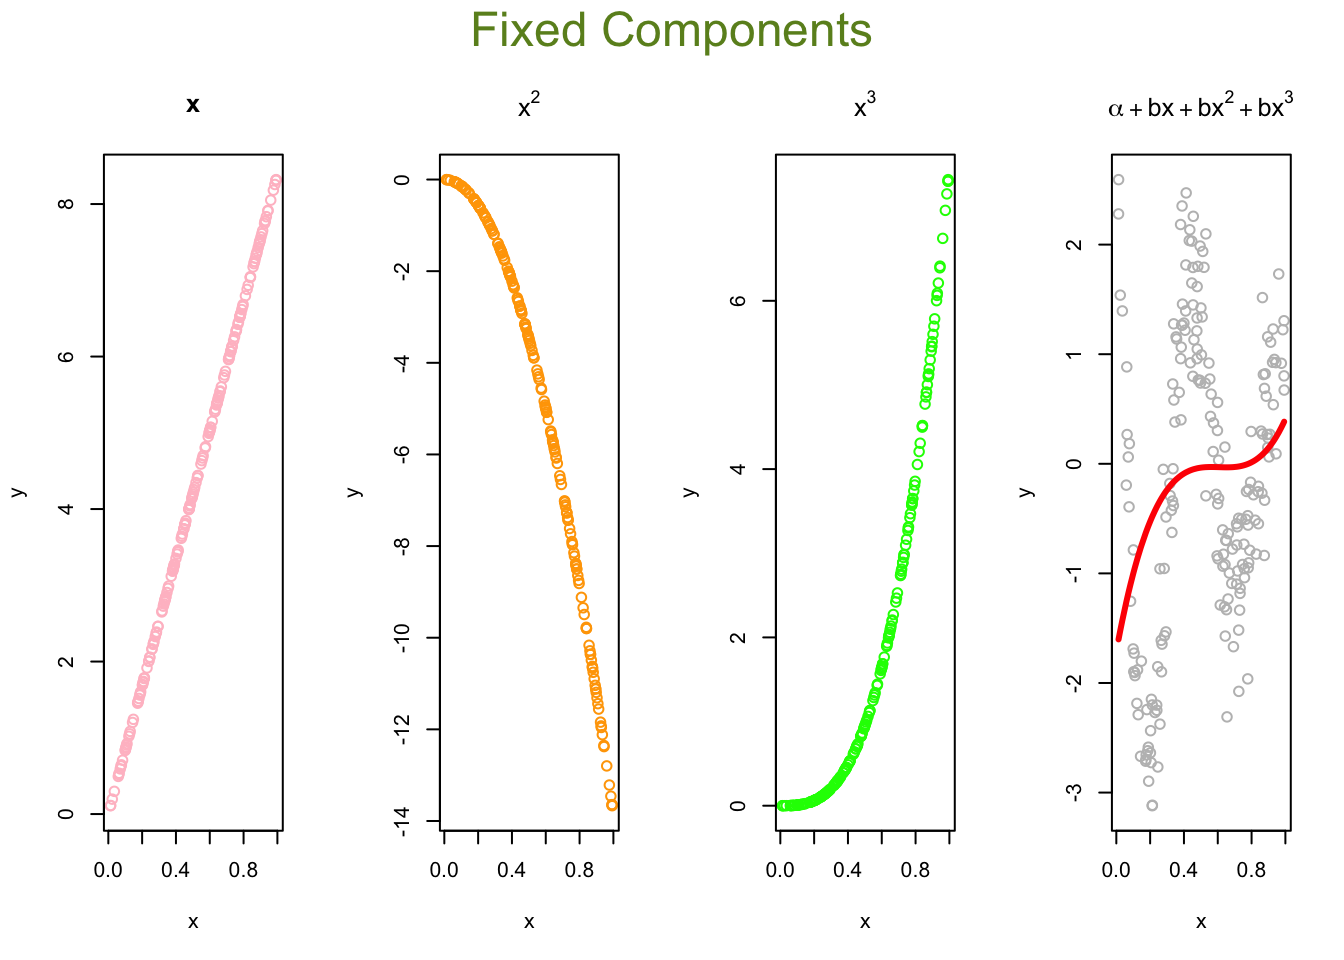 Fixed Components
x
x²
x³
α + bx + bx² + bx³
y
0 2 4 6 8
0.0 0.4 0.8
x
y
-14 -12 -10 -8 -6 -4 -2 0
0.0 0.4 0.8
x
y
0 2 4 6
0.0 0.4 0.8
x
y
-3 -2 -1 0 1 2
0.0 0.4 0.8
x